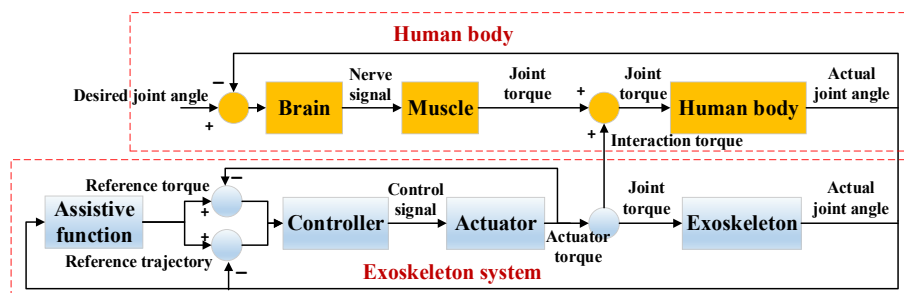 Human body
−
Nerve
signal
Joint
torque
Joint
torque
Actual
joint angle
Desired joint angle
+
Brain
Muscle
+
+
Human body
Interaction torque
Reference torque
−
+
Assistive
function
Control
signal
Joint
torque
Actual
joint angle
Controller
Actuator
Exoskeleton
+
Actuator
torque
Reference trajectory
−
Exoskeleton system